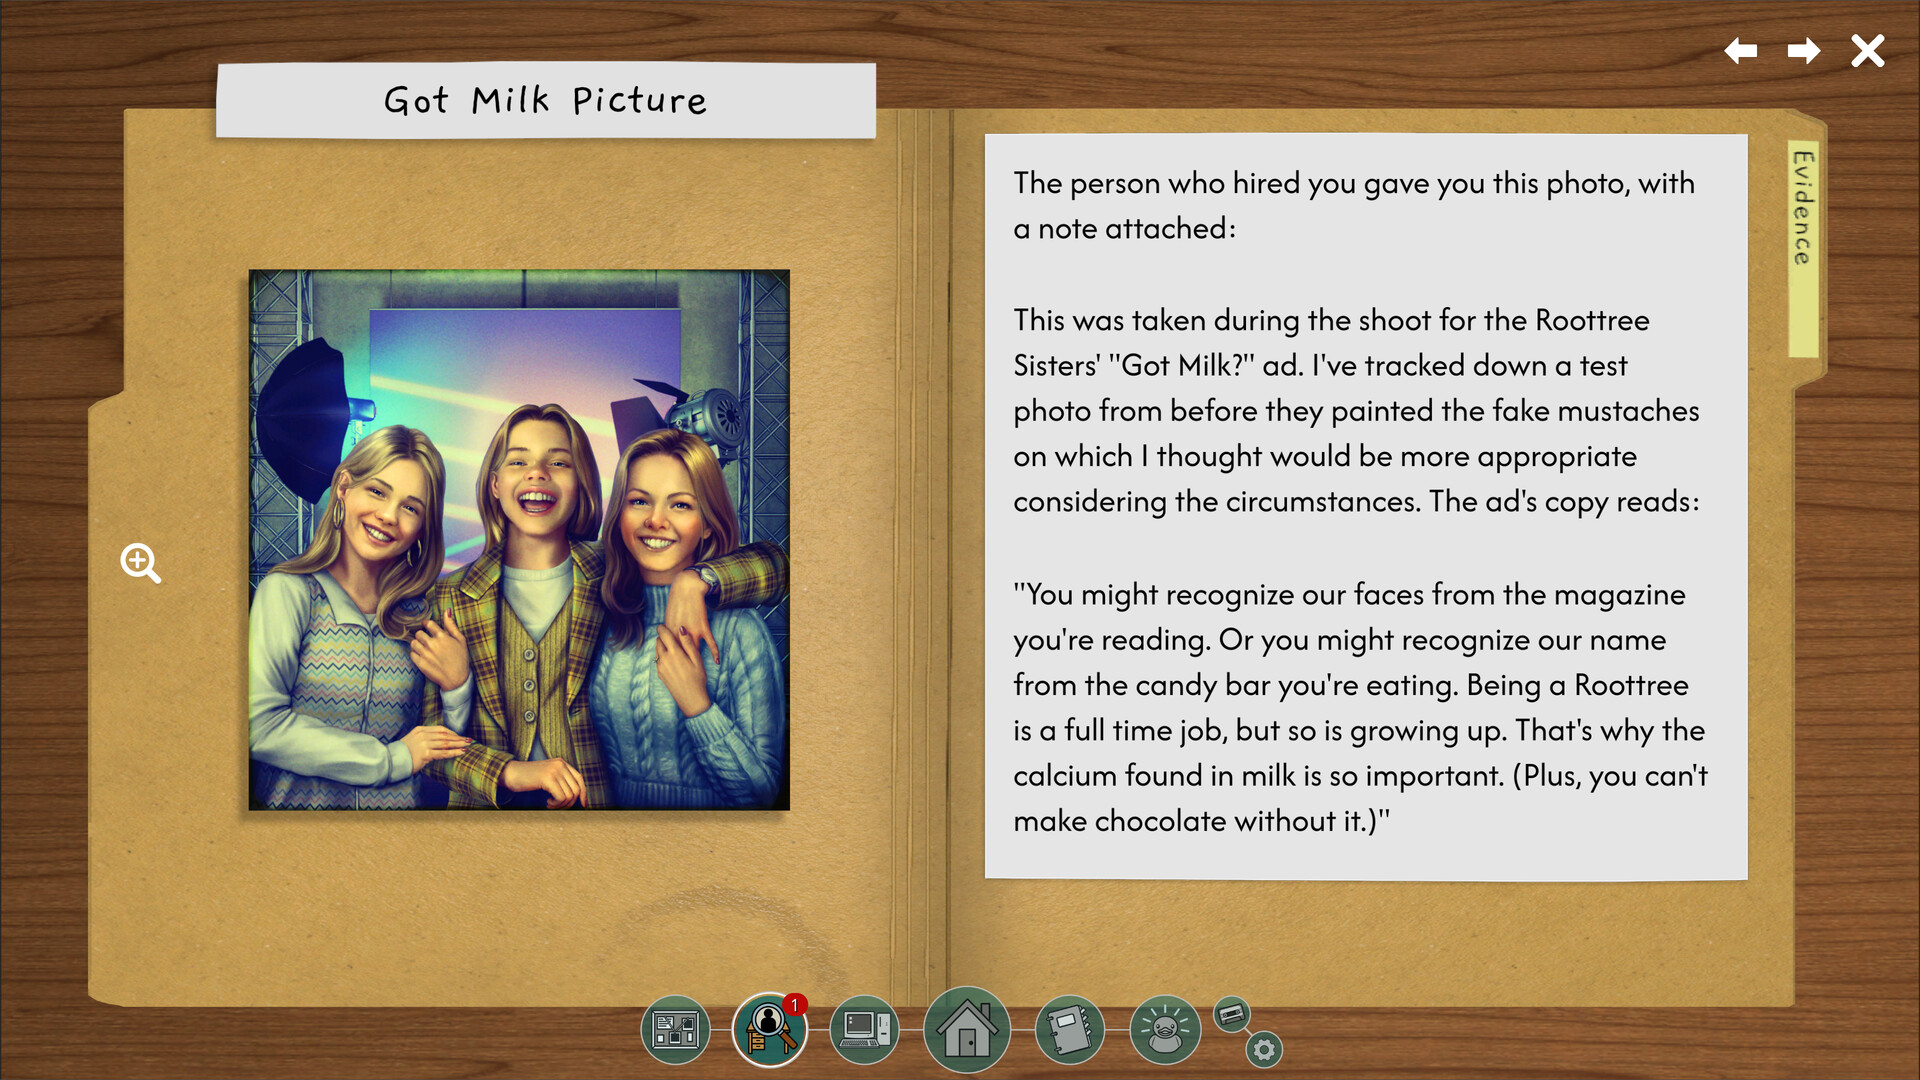 Got Milk Picture
The person who hired you gave you this photo, with
a note attached:
This was taken during the shoot for the Roottree
Sisters' "Got Milk?" ad. I've tracked down a test
photo from before they painted the fake mustaches
on which I thought would be more appropriate
considering the circumstances. The ad's copy reads:
"You might recognize our faces from the magazine
you're reading. Or you might recognize our name
from the candy bar you're eating. Being a Roottree
is a full time job, but so is growing up. That's why the
calcium found in milk is so important. (Plus, you can't
make chocolate without it.)"
Evidence
1